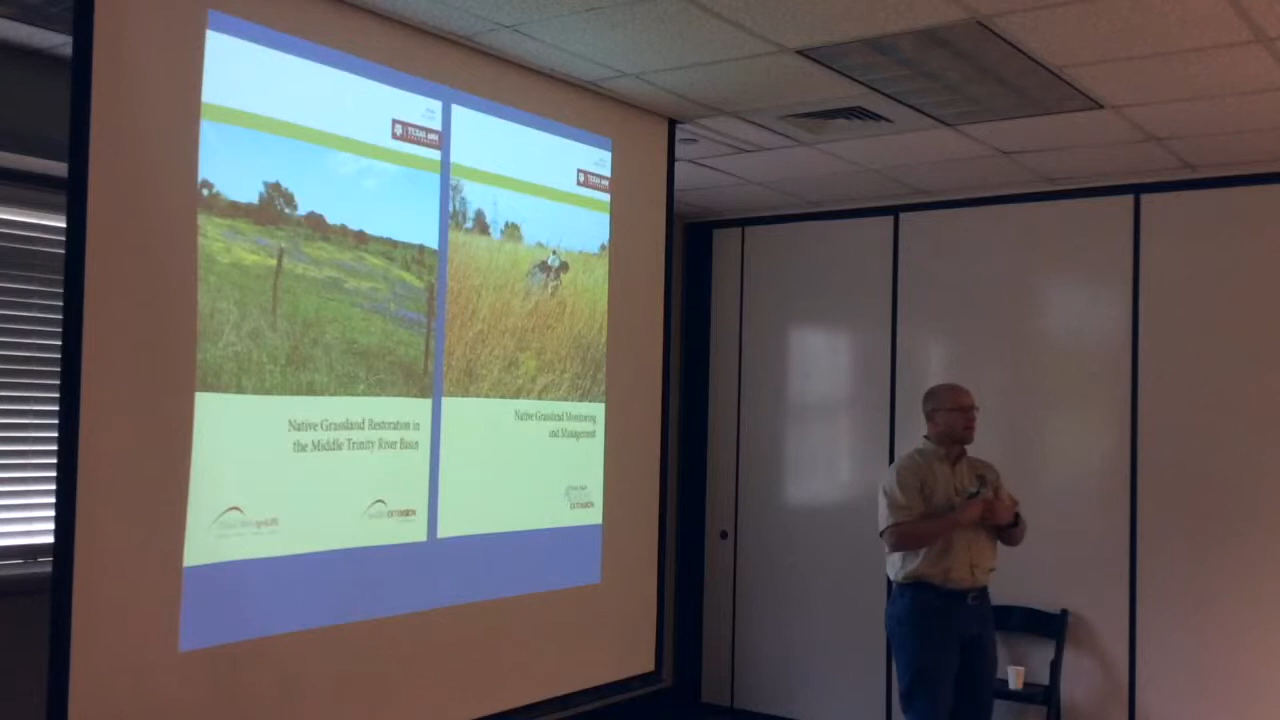 TEXAS A&M
Native Grassland Restoration in
the Middle Trinity River Basin
EXTENSION
TEXAS A&M
Native Grassland Monitoring
and Management
EXTENSION